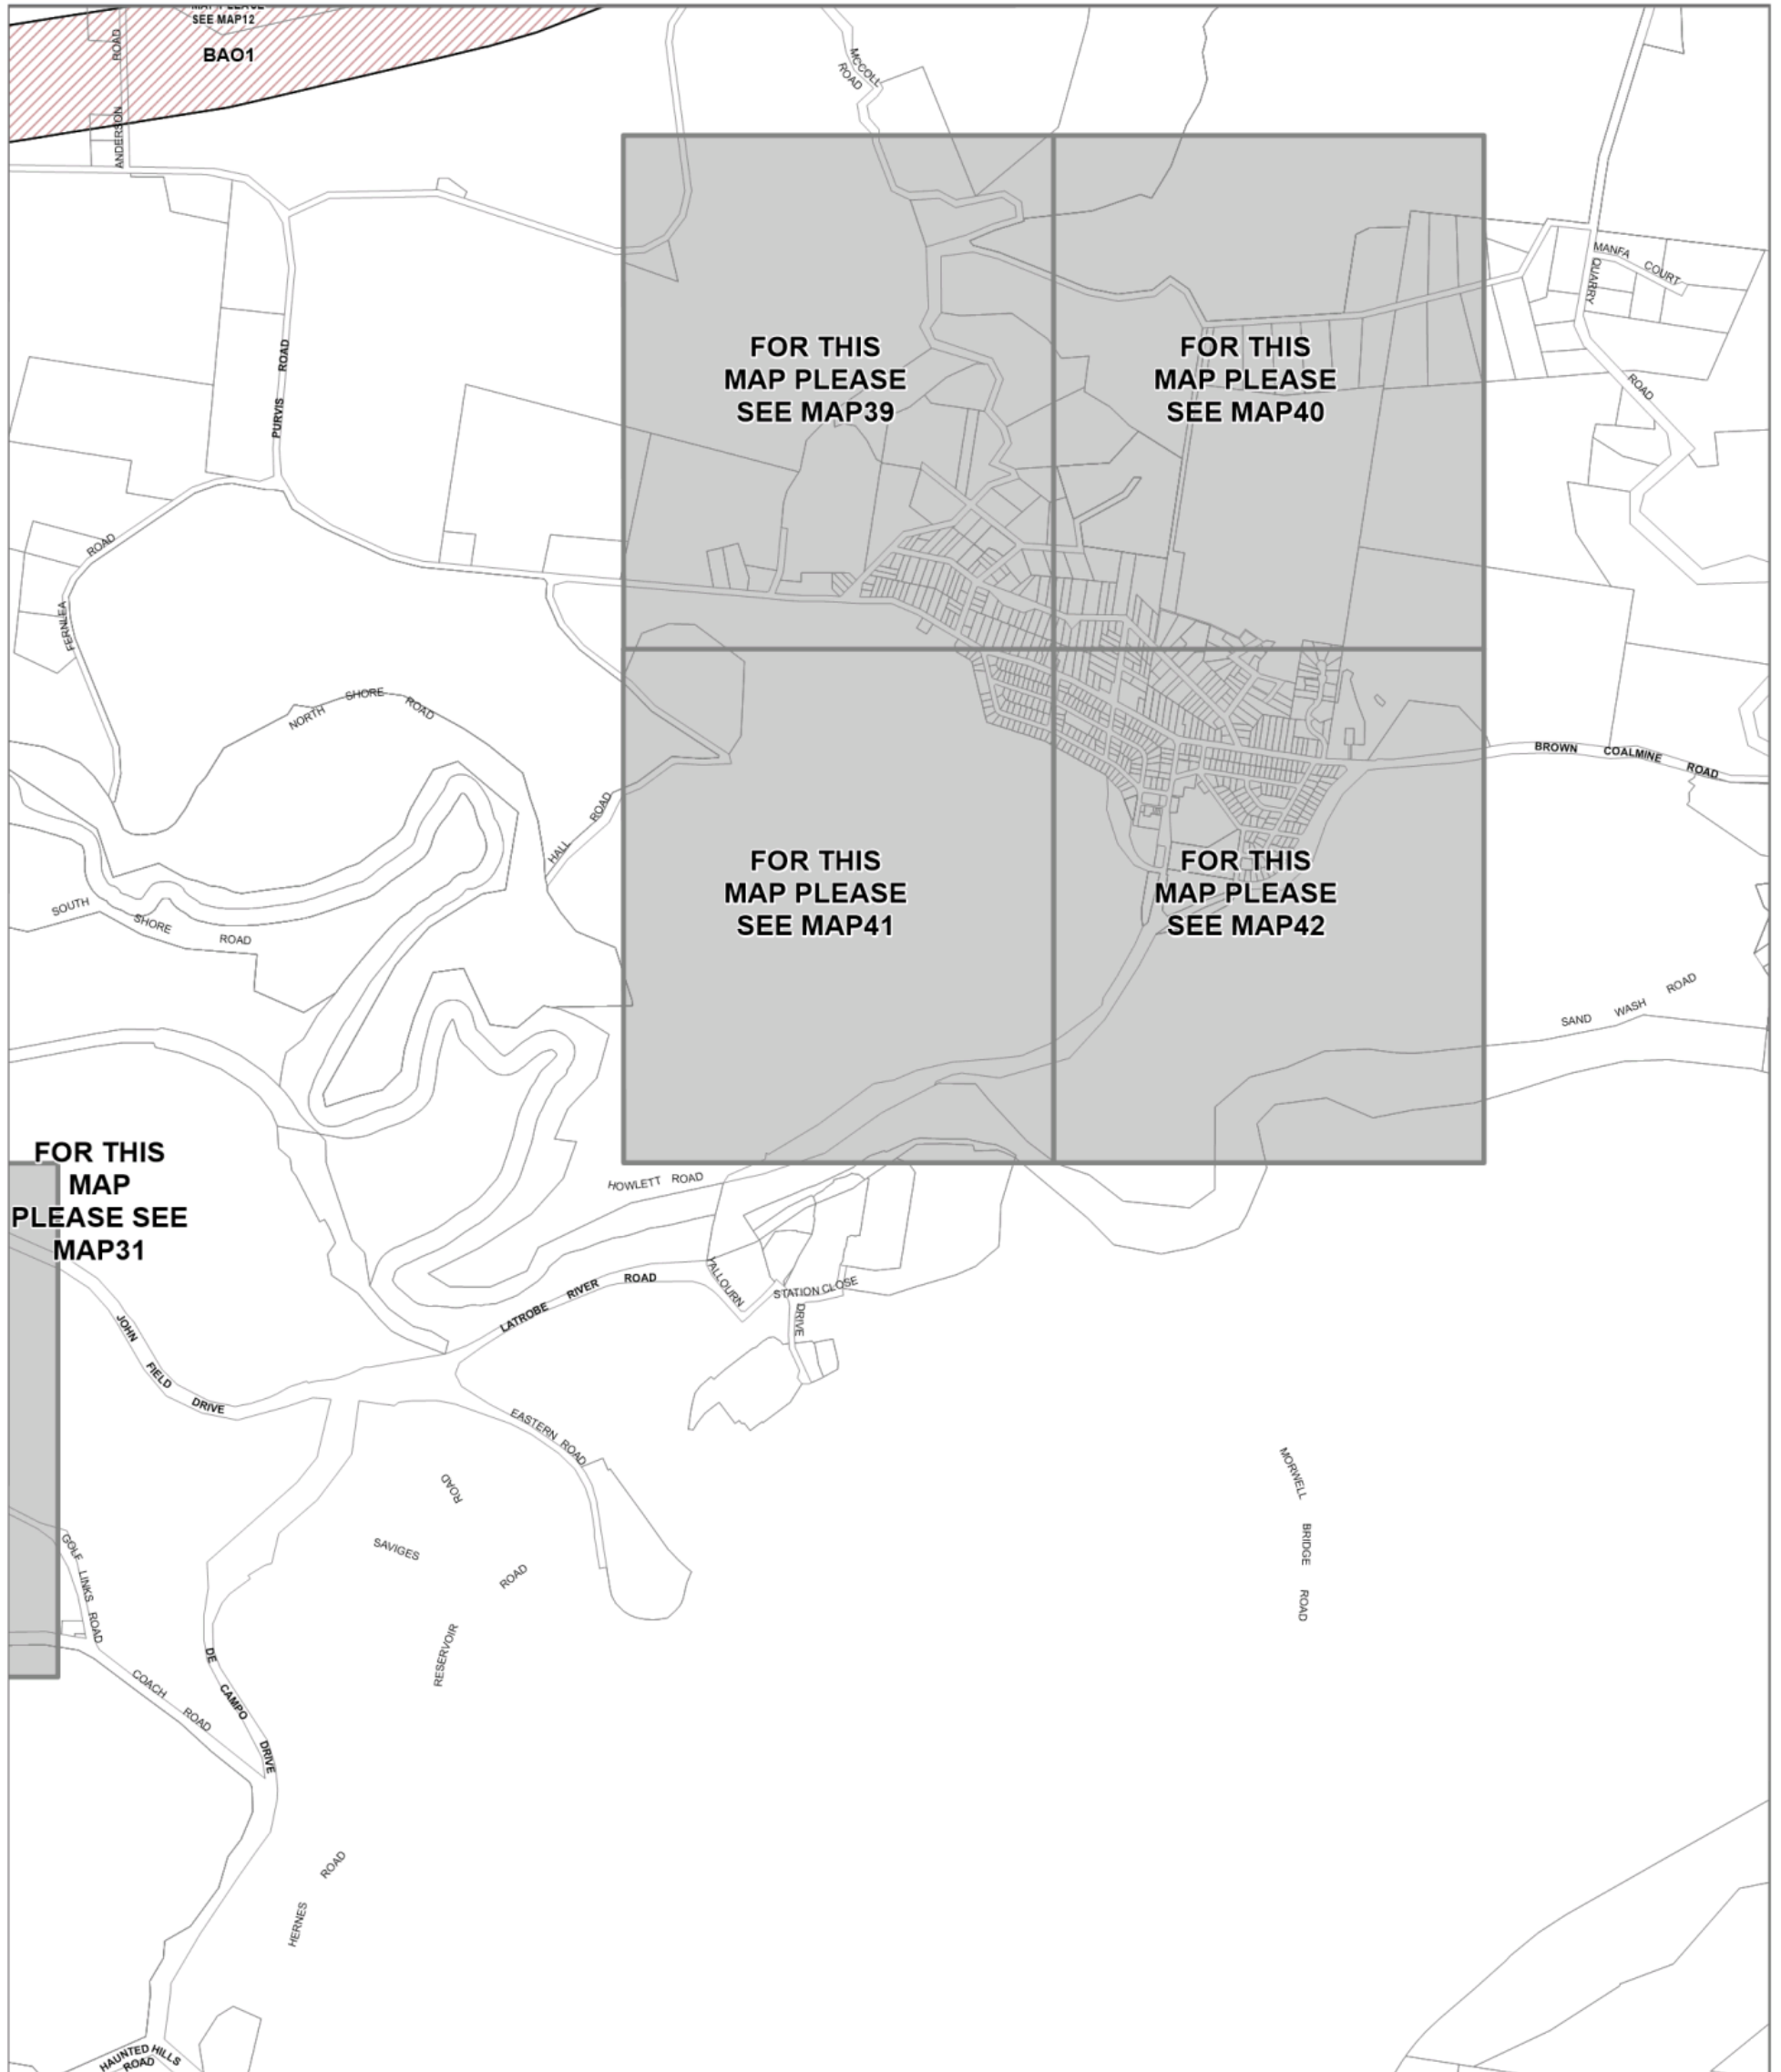 MAP PLEASE
SEE MAP12
BAO1
ANDERSON ROAD
MCCOLL
ROAD
MANFA COURT
QUARRY
ROAD
PURVIS ROAD
FOR THIS
MAP PLEASE
SEE MAP39
FOR THIS
MAP PLEASE
SEE MAP40
FERNLEA ROAD
NORTH SHORE ROAD
BROWN COALMINE ROAD
HALL ROAD
SOUTH SHORE ROAD
FOR THIS
MAP PLEASE
SEE MAP41
FOR THIS
MAP PLEASE
SEE MAP42
SAND WASH ROAD
FOR THIS
MAP
PLEASE SEE
MAP31
HOWLETT ROAD
YALLOURN
DRIVE
STATION CLOSE
LATROBE RIVER ROAD
JOHN FIELD DRIVE
EASTERN ROAD
ROAD
SAVIGES
ROAD
RESERVOIR
MORWELL BRIDGE ROAD
GOLF LINKS ROAD
COACH ROAD
DE CAMPO DRIVE
HERNES ROAD
HAUNTED HILLS
ROAD